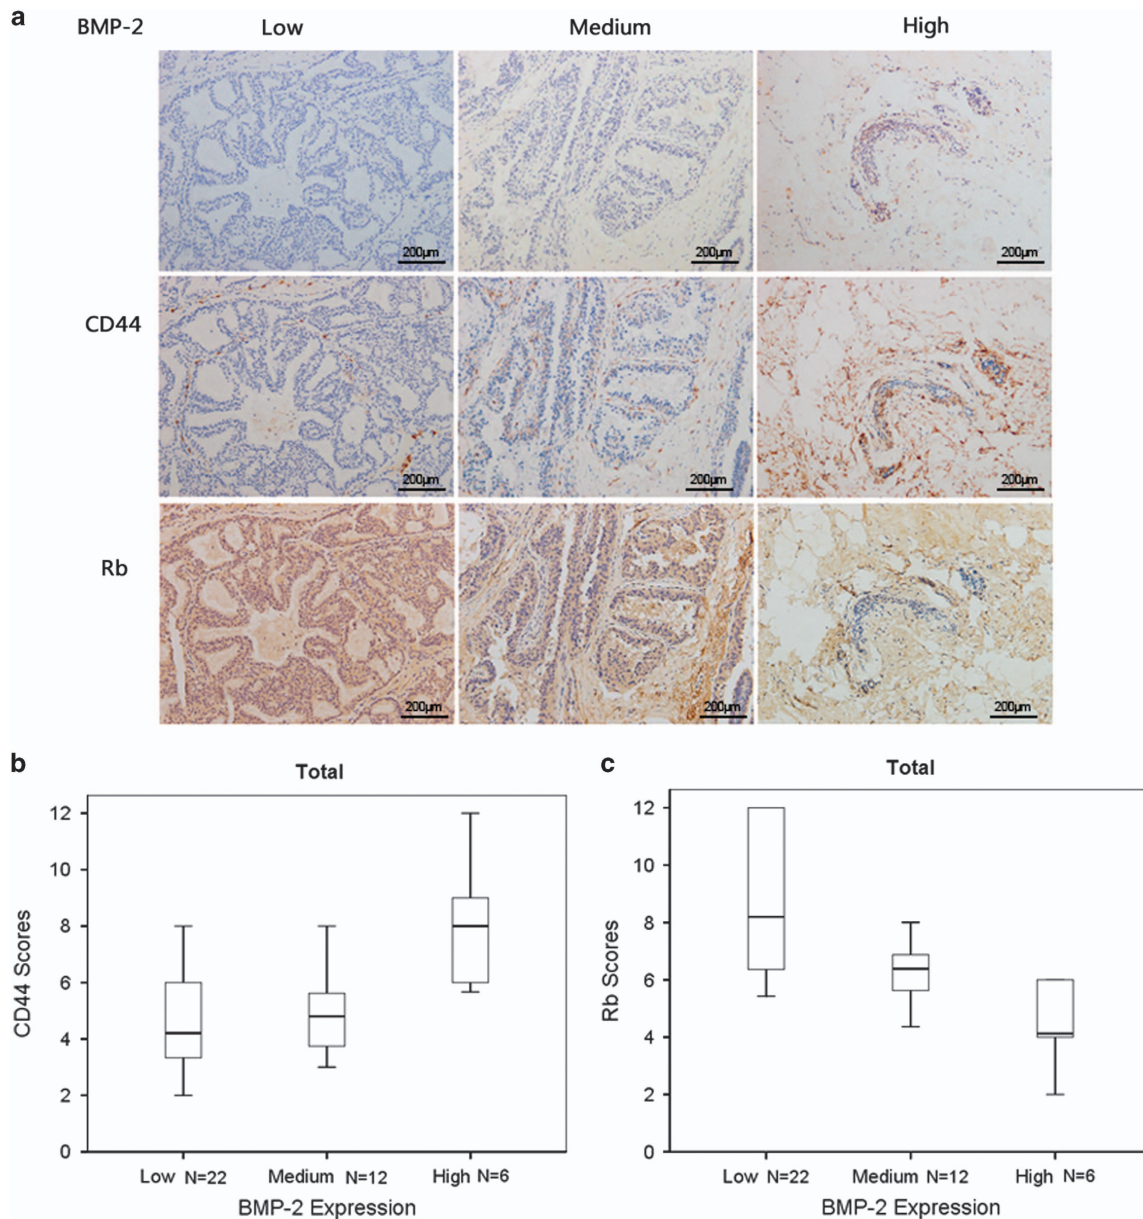 a
BMP-2 Low Medium High
200µm 200µm 200µm
CD44
200µm 200µm 200µm
Rb
200µm 200µm 200µm
b
Total
CD44 Scores
12
10
8
6
4
2
0
Low N=22 Medium N=12 High N=6
BMP-2 Expression
c
Total
Rb Scores
12
10
8
6
4
2
0
Low N=22 Medium N=12 High N=6
BMP-2 Expression